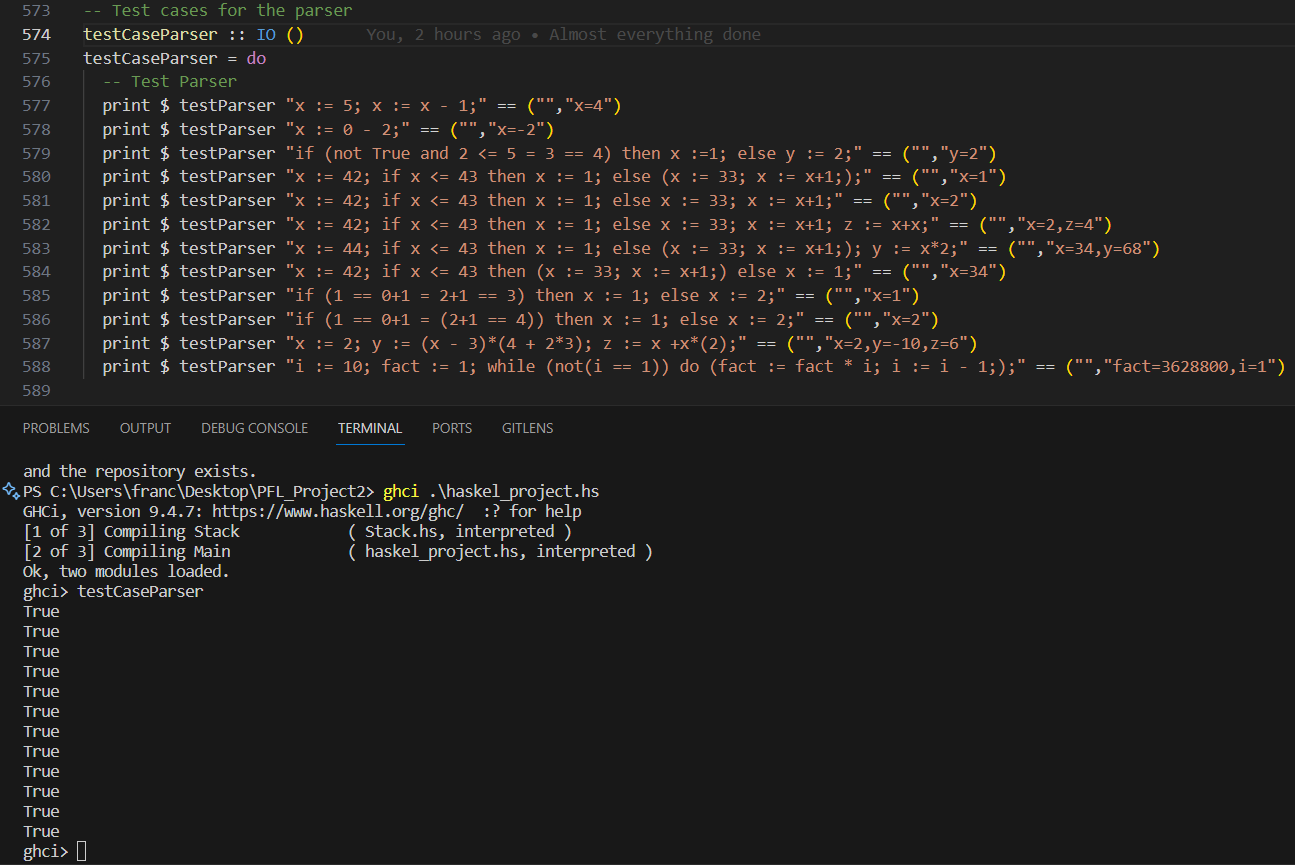 573 -- Test cases for the parser
574 testCaseParser :: IO () You, 2 hours ago • Almost everything done
575 testCaseParser = do
576 -- Test Parser
577 print $ testParser "x := 5; x := x - 1;" == ("","x=4")
578 print $ testParser "x := 0 - 2;" == ("","x=-2")
579 print $ testParser "if (not True and 2 <= 5 = 3 == 4) then x :=1; else y := 2;" == ("","y=2")
580 print $ testParser "x := 42; if x <= 43 then x := 1; else (x := 33; x := x+1;);" == ("","x=1")
581 print $ testParser "x := 42; if x <= 43 then x := 1; else x := 33; x := x+1;" == ("","x=2")
582 print $ testParser "x := 42; if x <= 43 then x := 1; else x := 33; x := x+1; z := x+x;" == ("","x=2,z=4")
583 print $ testParser "x := 44; if x <= 43 then x := 1; else (x := 33; x := x+1;); y := x*2;" == ("","x=34,y=68")
584 print $ testParser "x := 42; if x <= 43 then (x := 33; x := x+1;) else x := 1;" == ("","x=34")
585 print $ testParser "if (1 == 0+1 = 2+1 == 3) then x := 1; else x := 2;" == ("","x=1")
586 print $ testParser "if (1 == 0+1 = (2+1 == 4)) then x := 1; else x := 2;" == ("","x=2")
587 print $ testParser "x := 2; y := (x - 3)*(4 + 2*3); z := x +x*(2);" == ("","x=2,y=-10,z=6")
588 print $ testParser "i := 10; fact := 1; while (not(i == 1)) do (fact := fact * i; i := i - 1;);" == ("","fact=3628800,i=1")
589
PROBLEMS OUTPUT DEBUG CONSOLE TERMINAL PORTS GITLENS
and the repository exists.
PS C:\Users\franc\Desktop\PFL_Project2> ghci .\haskel_project.hs
GHCi, version 9.4.7: https://www.haskell.org/ghc/  :? for help
[1 of 3] Compiling Stack            ( Stack.hs, interpreted )
[2 of 3] Compiling Main             ( haskel_project.hs, interpreted )
Ok, two modules loaded.
ghci> testCaseParser
True
True
True
True
True
True
True
True
True
True
True
True
ghci>